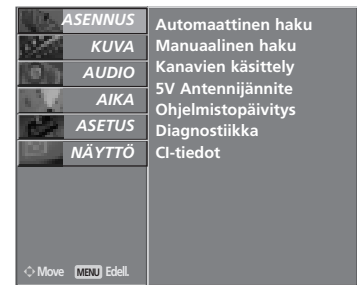 ASENNUS
KUVA
AUDIO
AIKA
ASETUS
NÄYTTÖ
Automaattinen haku
Manuaalinen haku
Kanavien käsittely
5V Antennijännite
Ohjelmistopäivitys
Diagnostiikka
CI-tiedot
Move MENU Edell.